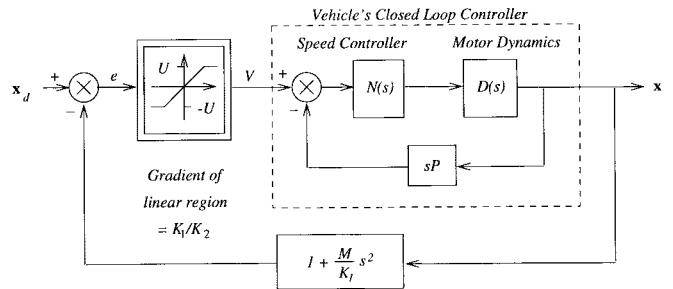 Vehicle's Closed Loop Controller
Speed Controller
Motor Dynamics
x_d
+
−
e
U
-U
V
+
−
N(s)
D(s)
x
sP
Gradient of
linear region
= K_1/K_2
1 + M/K_1 s^2